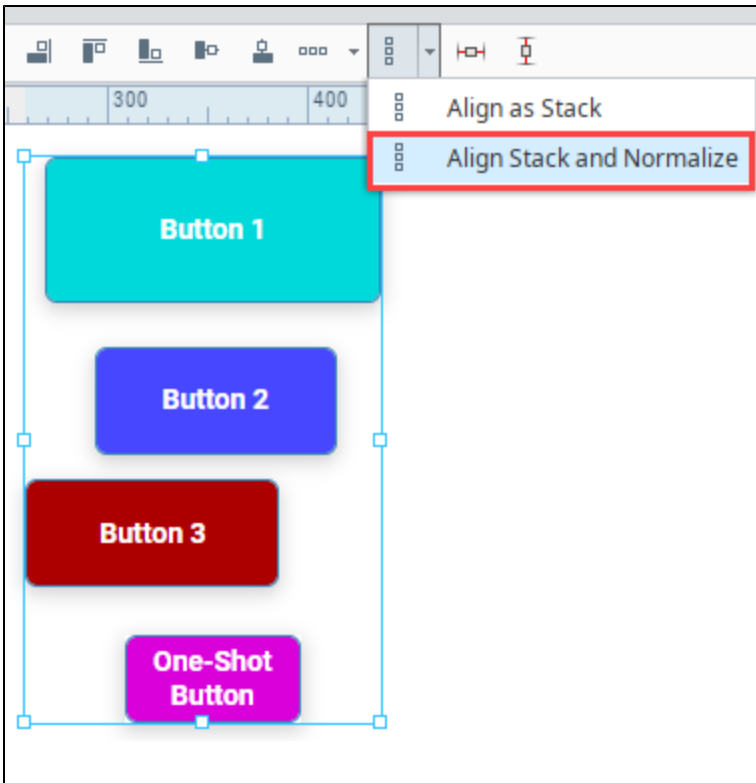 300
400
Align as Stack
Align Stack and Normalize
Button 1
Button 2
Button 3
One-Shot
Button